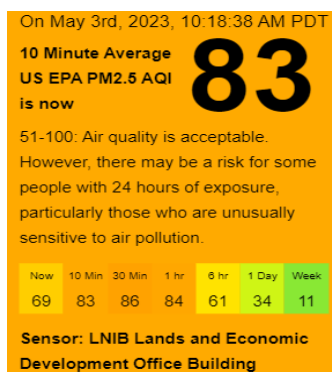 On May 3rd, 2023, 10:18:38 AM PDT
10 Minute Average
US EPA PM2.5 AQI
is now
83
51-100: Air quality is acceptable.
However, there may be a risk for some
people with 24 hours of exposure,
particularly those who are unusually
sensitive to air pollution.
Now 10 Min 30 Min 1 hr 6 hr 1 Day Week
69 83 86 84 61 34 11
Sensor: LNIB Lands and Economic
Development Office Building